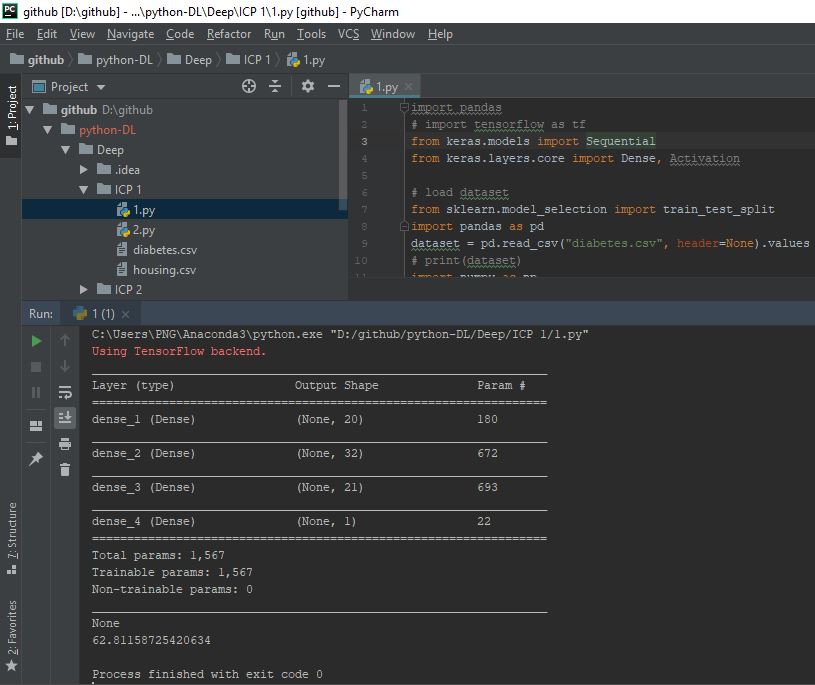 PC github [D:\github] - ...\python-DL\Deep\ICP 1\1.py [github] - PyCharm
File Edit View Navigate Code Refactor Run Tools VCS Window Help
github python-DL Deep ICP 1 1.py
1: Project
Project
github D:\github
python-DL
Deep
.idea
ICP 1
1.py
2.py
diabetes.csv
housing.csv
ICP 2
1.py
1 import pandas
2 # import tensorflow as tf
3 from keras.models import Sequential
4 from keras.layers.core import Dense, Activation
5
6 # load dataset
7 from sklearn.model_selection import train_test_split
8 import pandas as pd
9 dataset = pd.read_csv("diabetes.csv", header=None).values
10 # print(dataset)
11 import numpy as np
Run: 1 (1)
C:\Users\PNG\Anaconda3\python.exe "D:/github/python-DL/Deep/ICP 1/1.py"
Using TensorFlow backend.
_________________________________________________________________
Layer (type) Output Shape Param #
=================================================================
dense_1 (Dense) (None, 20) 180
_________________________________________________________________
dense_2 (Dense) (None, 32) 672
_________________________________________________________________
dense_3 (Dense) (None, 21) 693
_________________________________________________________________
dense_4 (Dense) (None, 1) 22
=================================================================
Total params: 1,567
Trainable params: 1,567
Non-trainable params: 0
_________________________________________________________________
None
62.81158725420634
Process finished with exit code 0
7: Structure
2: Favorites